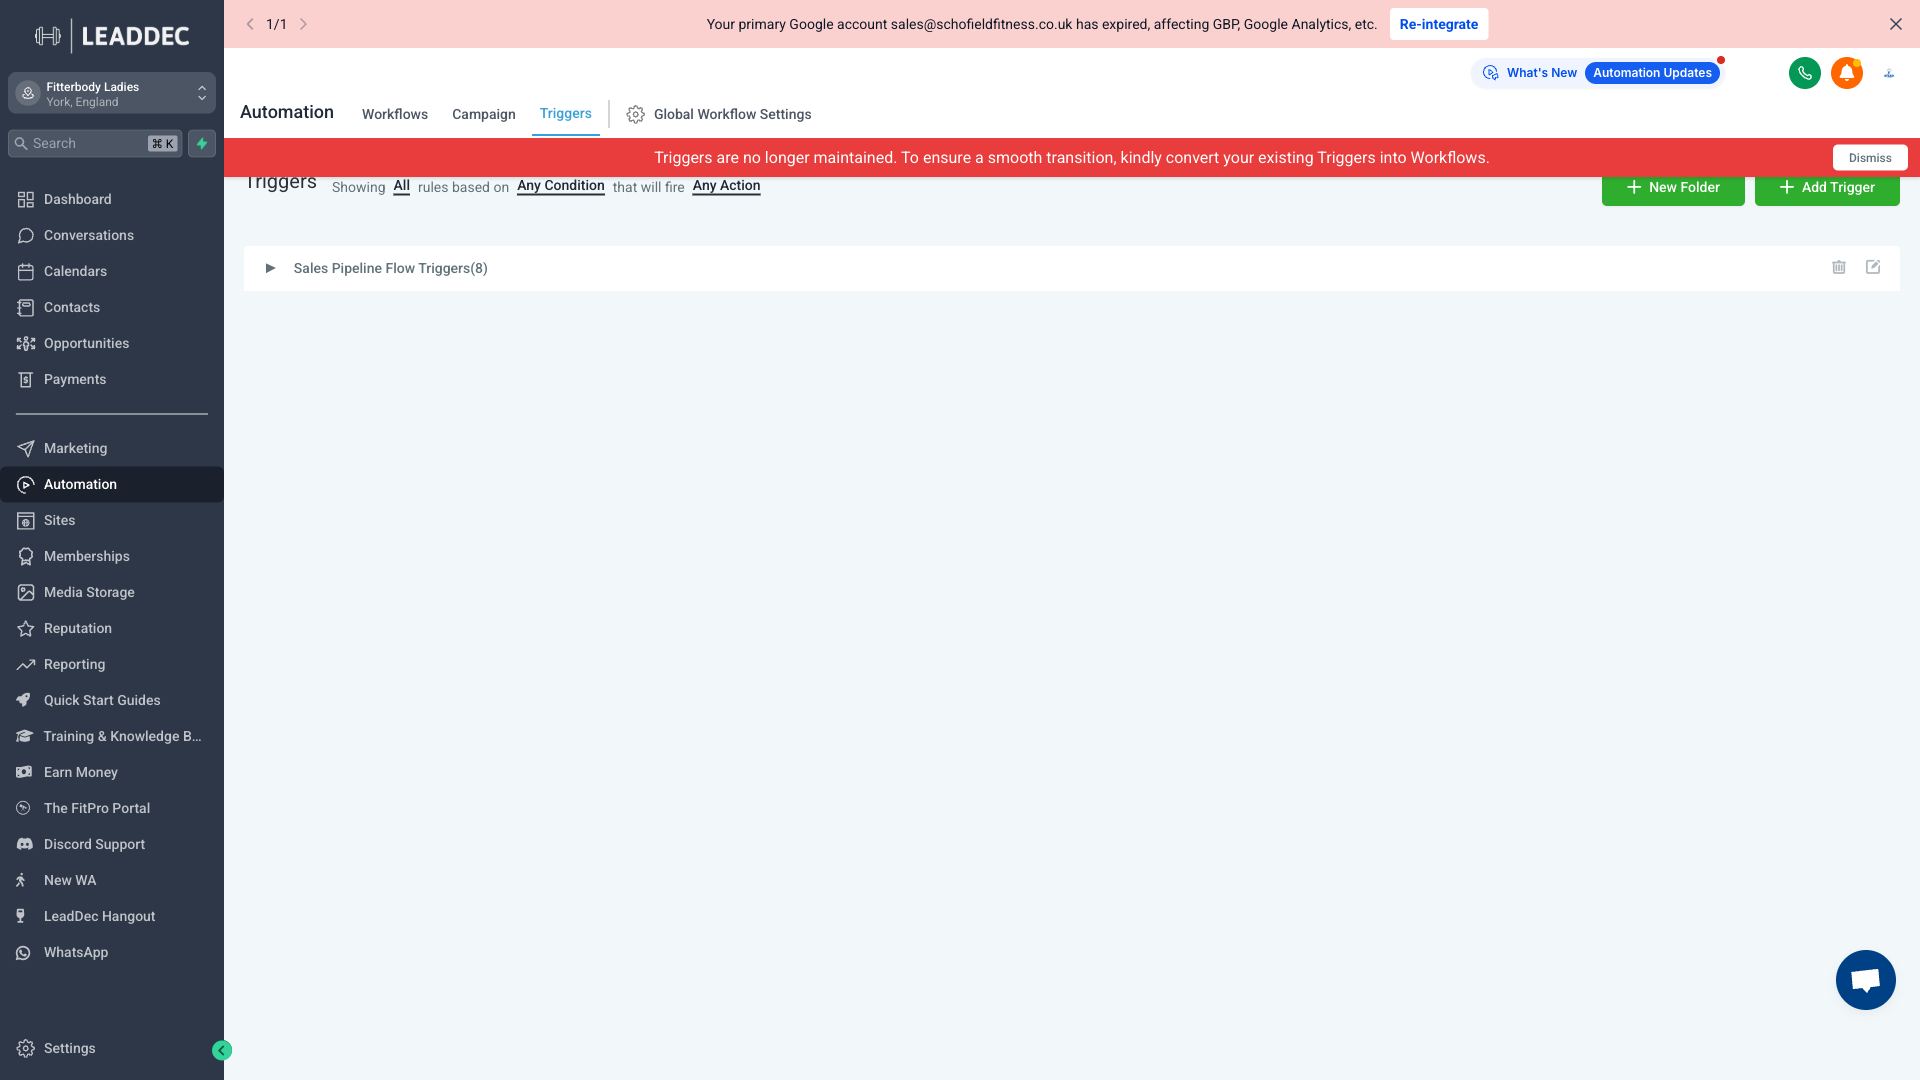 1/1
Your primary Google account sales@schofieldfitness.co.uk has expired, affecting GBP, Google Analytics, etc.
Re-integrate
LEADDEC
Fitterbody Ladies
York, England
Search
⌘ K
What's New
Automation Updates
Automation
Workflows
Campaign
Triggers
Global Workflow Settings
Triggers are no longer maintained. To ensure a smooth transition, kindly convert your existing Triggers into Workflows.
Dismiss
Triggers
Showing All rules based on Any Condition that will fire Any Action
New Folder
Add Trigger
Sales Pipeline Flow Triggers(8)
Dashboard
Conversations
Calendars
Contacts
Opportunities
Payments
Marketing
Automation
Sites
Memberships
Media Storage
Reputation
Reporting
Quick Start Guides
Training & Knowledge B...
Earn Money
The FitPro Portal
Discord Support
New WA
LeadDec Hangout
WhatsApp
Settings